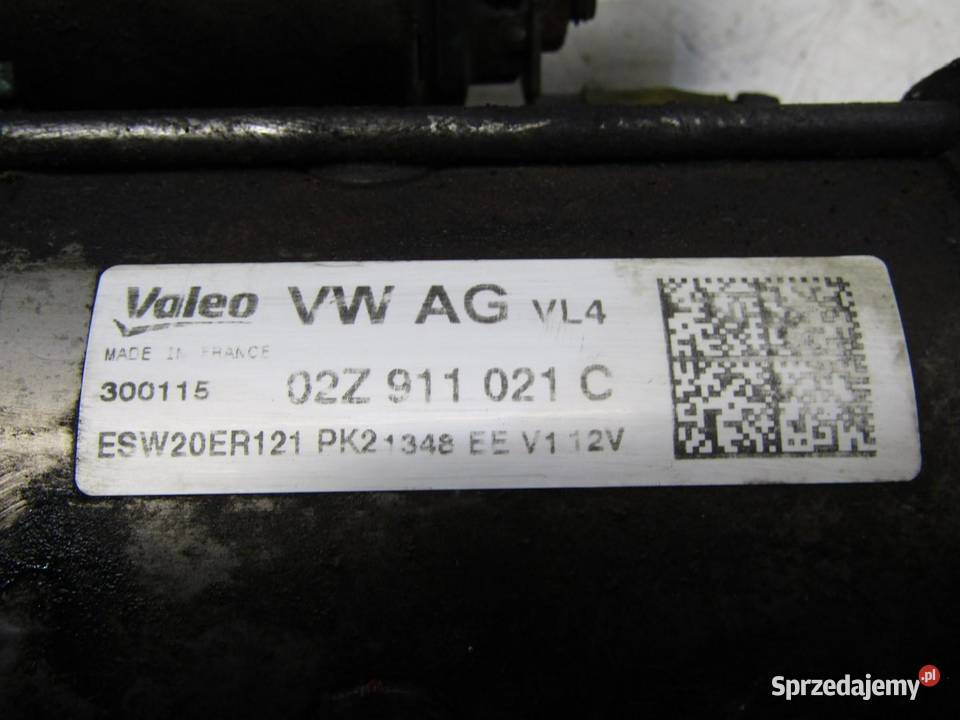 Valeo VW AG VL4
MADE IN FRANCE
300115 02Z 911 021 C
ESW20ER121 PK21348 EE V1 12V
Sprzedajemy.pl